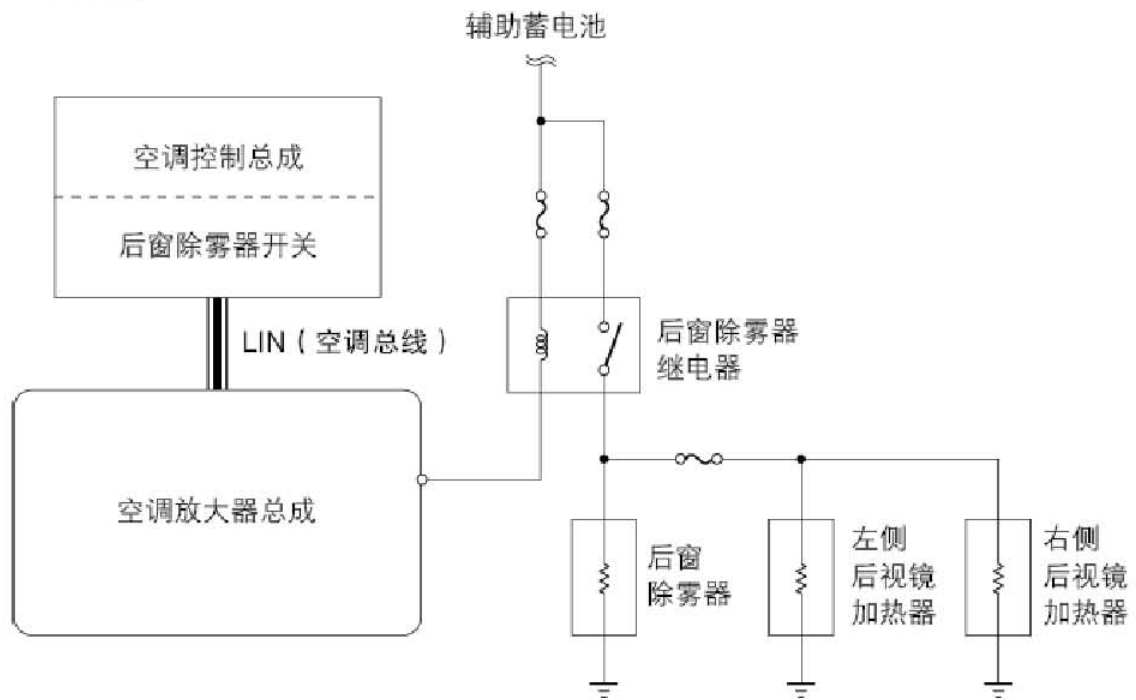 辅助蓄电池
空调控制总成
后窗除雾器开关
LIN（空调总线）
后窗除雾器
继电器
空调放大器总成
后窗
除雾器
左侧
后视镜
加热器
右侧
后视镜
加热器